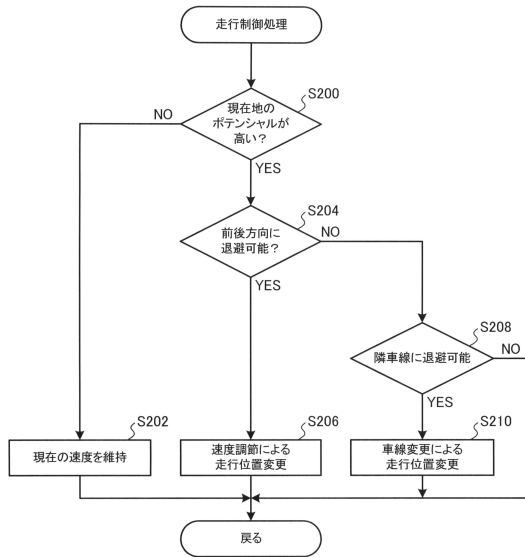 走行制御処理
S200
現在地の
ポテンシャルが
高い?
NO
YES
S204
前後方向に
退避可能?
NO
YES
S208
隣車線に退避可能
NO
YES
S202
現在の速度を維持
S206
速度調節による
走行位置変更
S210
車線変更による
走行位置変更
戻る